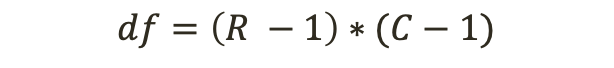 df = (R − 1) * (C − 1)